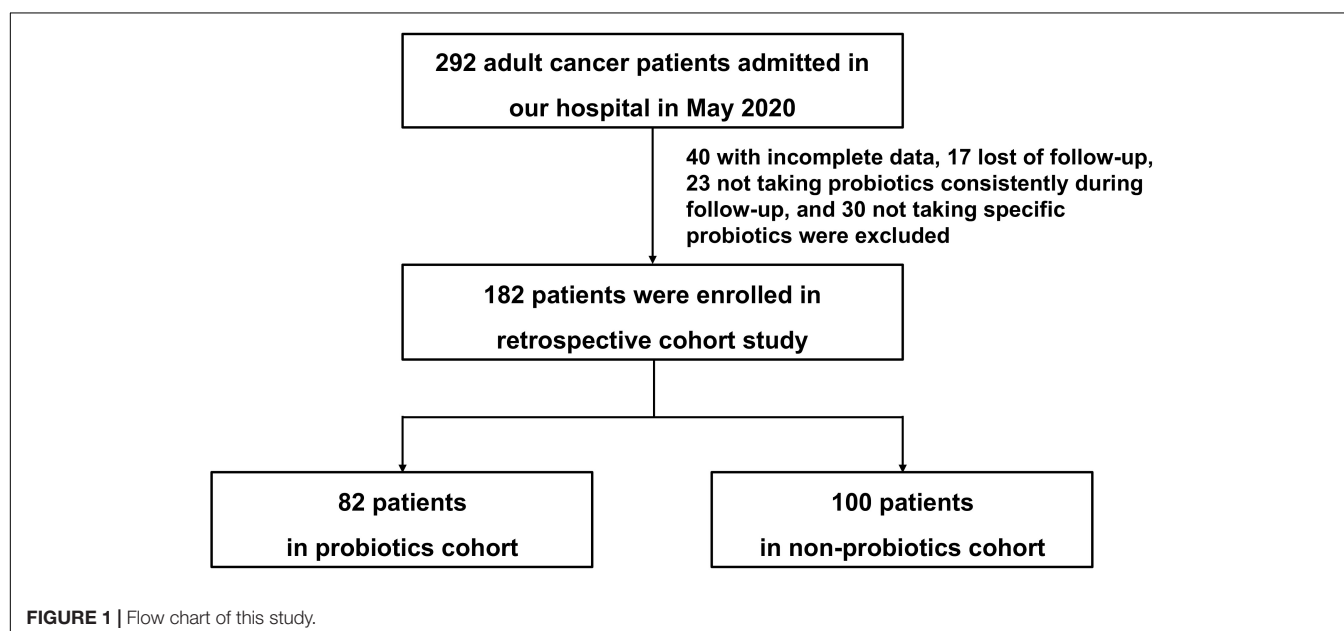 292 adult cancer patients admitted in
our hospital in May 2020
40 with incomplete data, 17 lost of follow-up,
23 not taking probiotics consistently during
follow-up, and 30 not taking specific
probiotics were excluded
182 patients were enrolled in
retrospective cohort study
82 patients
in probiotics cohort
100 patients
in non-probiotics cohort
FIGURE 1 | Flow chart of this study.